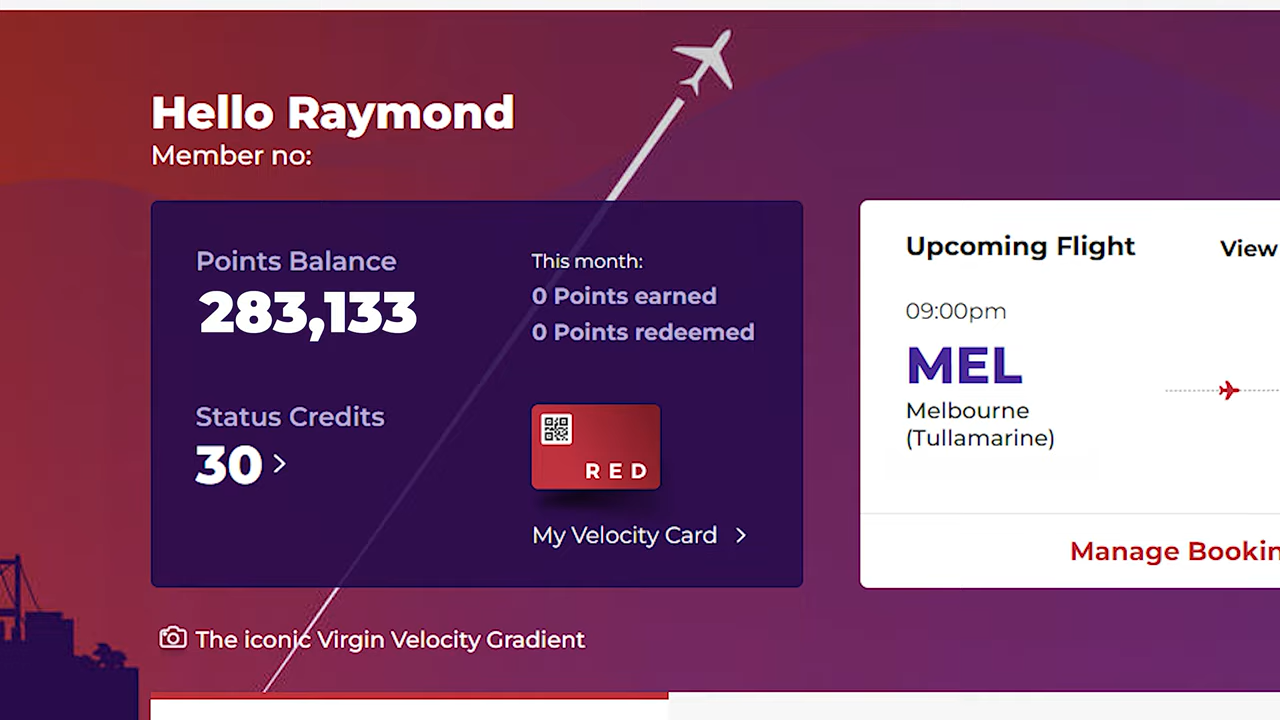 Hello Raymond
Member no:
Points Balance
283,133
This month:
0 Points earned
0 Points redeemed
Status Credits
30 >
RED
My Velocity Card >
The iconic Virgin Velocity Gradient
Upcoming Flight
View
09:00pm
MEL
Melbourne
(Tullamarine)
Manage Bookin